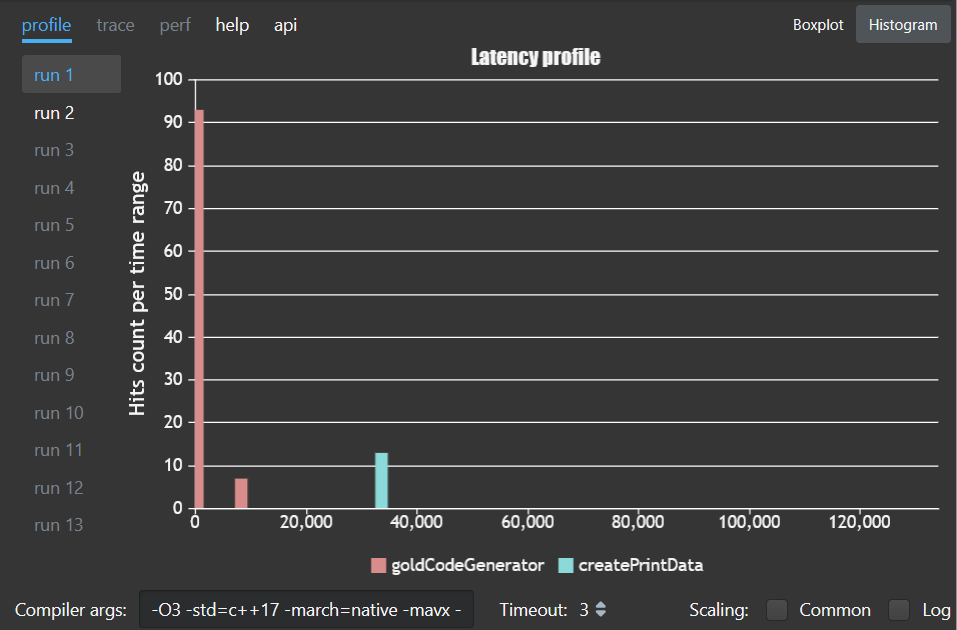 profile trace perf help api Boxplot Histogram
run 1
run 2
run 3
run 4
run 5
run 6
run 7
run 8
run 9
run 10
run 11
run 12
run 13
Latency profile
Hits count per time range
100
90
80
70
60
50
40
30
20
10
0
0 20,000 40,000 60,000 80,000 100,000 120,000
goldCodeGenerator createPrintData
Compiler args: -O3 -std=c++17 -march=native -mavx - Timeout: 3 Scaling: Common Log